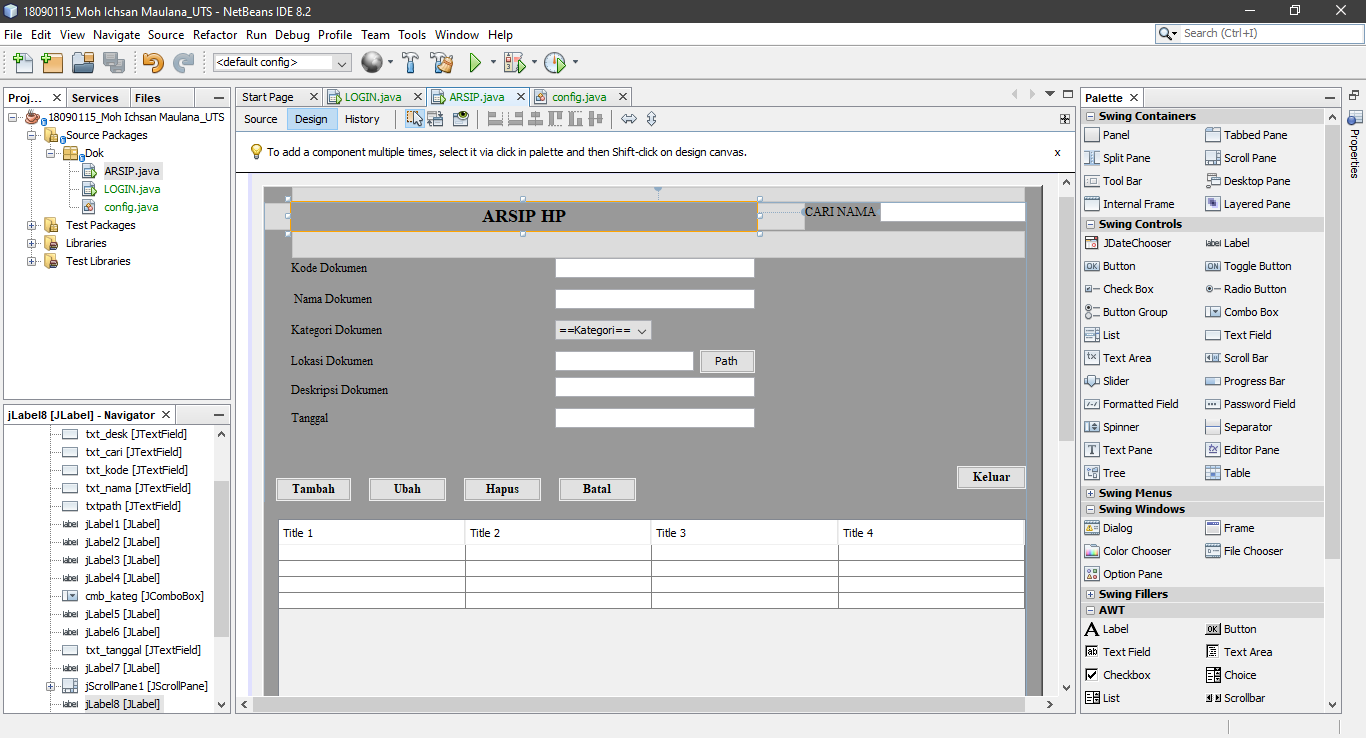 18090115_Moh Ichsan Maulana_UTS - NetBeans IDE 8.2
File Edit View Navigate Source Refactor Run Debug Profile Team Tools Window Help
Search (Ctrl+I)
<default config>
Proj... Services Files
18090115_Moh Ichsan Maulana_UTS
Source Packages
Dok
ARSIP.java
LOGIN.java
config.java
Test Packages
Libraries
Test Libraries
jLabel8 [JLabel] - Navigator
txt_desk [JTextField]
txt_cari [JTextField]
txt_kode [JTextField]
txt_nama [JTextField]
txtpath [JTextField]
jLabel1 [JLabel]
jLabel2 [JLabel]
jLabel3 [JLabel]
jLabel4 [JLabel]
cmb_kateg [JComboBox]
jLabel5 [JLabel]
jLabel6 [JLabel]
txt_tanggal [JTextField]
jLabel7 [JLabel]
jScrollPane1 [JScrollPane]
jLabel8 [JLabel]
Start Page LOGIN.java ARSIP.java config.java
Source Design History
To add a component multiple times, select it via click in palette and then Shift-click on design canvas. x
ARSIP HP
CARI NAMA
Kode Dokumen
Nama Dokumen
Kategori Dokumen ==Kategori==
Lokasi Dokumen Path
Deskripsi Dokumen
Tanggal
Keluar
Tambah Ubah Hapus Batal
Title 1 Title 2 Title 3 Title 4
Palette
Swing Containers
Panel Tabbed Pane
Split Pane Scroll Pane
Tool Bar Desktop Pane
Internal Frame Layered Pane
Swing Controls
JDateChooser label Label
OK Button ON Toggle Button
Check Box Radio Button
Button Group Combo Box
List Text Field
Text Area Scroll Bar
Slider Progress Bar
Formatted Field Password Field
Spinner Separator
Text Pane Editor Pane
Tree Table
Swing Menus
Swing Windows
Dialog Frame
Color Chooser File Chooser
Option Pane
Swing Fillers
AWT
A Label OK Button
Text Field Text Area
Checkbox Choice
List Scrollbar
Properties